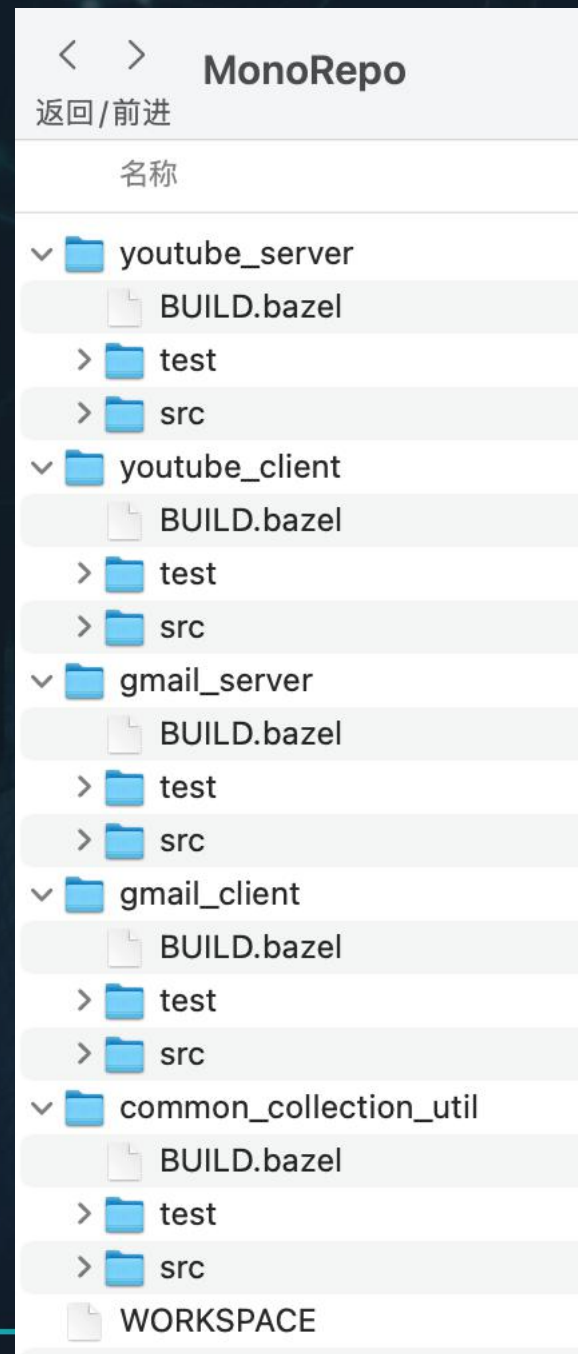 MonoRepo
返回/前进
名称
youtube_server
BUILD.bazel
test
src
youtube_client
BUILD.bazel
test
src
gmail_server
BUILD.bazel
test
src
gmail_client
BUILD.bazel
test
src
common_collection_util
BUILD.bazel
test
src
WORKSPACE